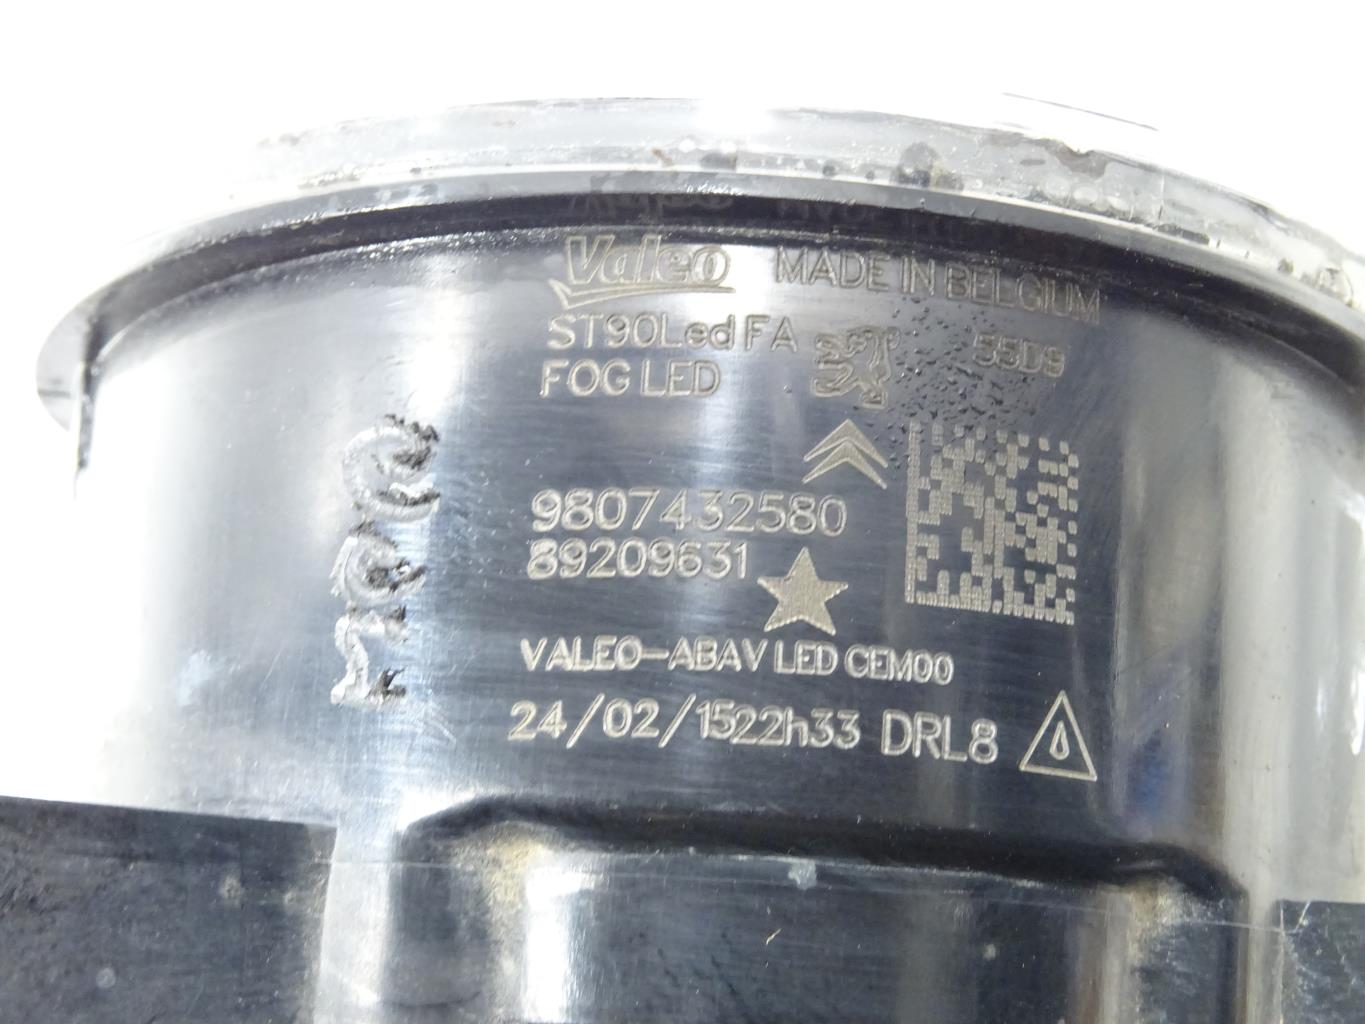 Valeo MADE IN BELGIUM
ST90Led FA 55D9
FOG LED
9807432580
89209631
VALEO-ABAV LED CEM00
24/02/1522h33 DRL8